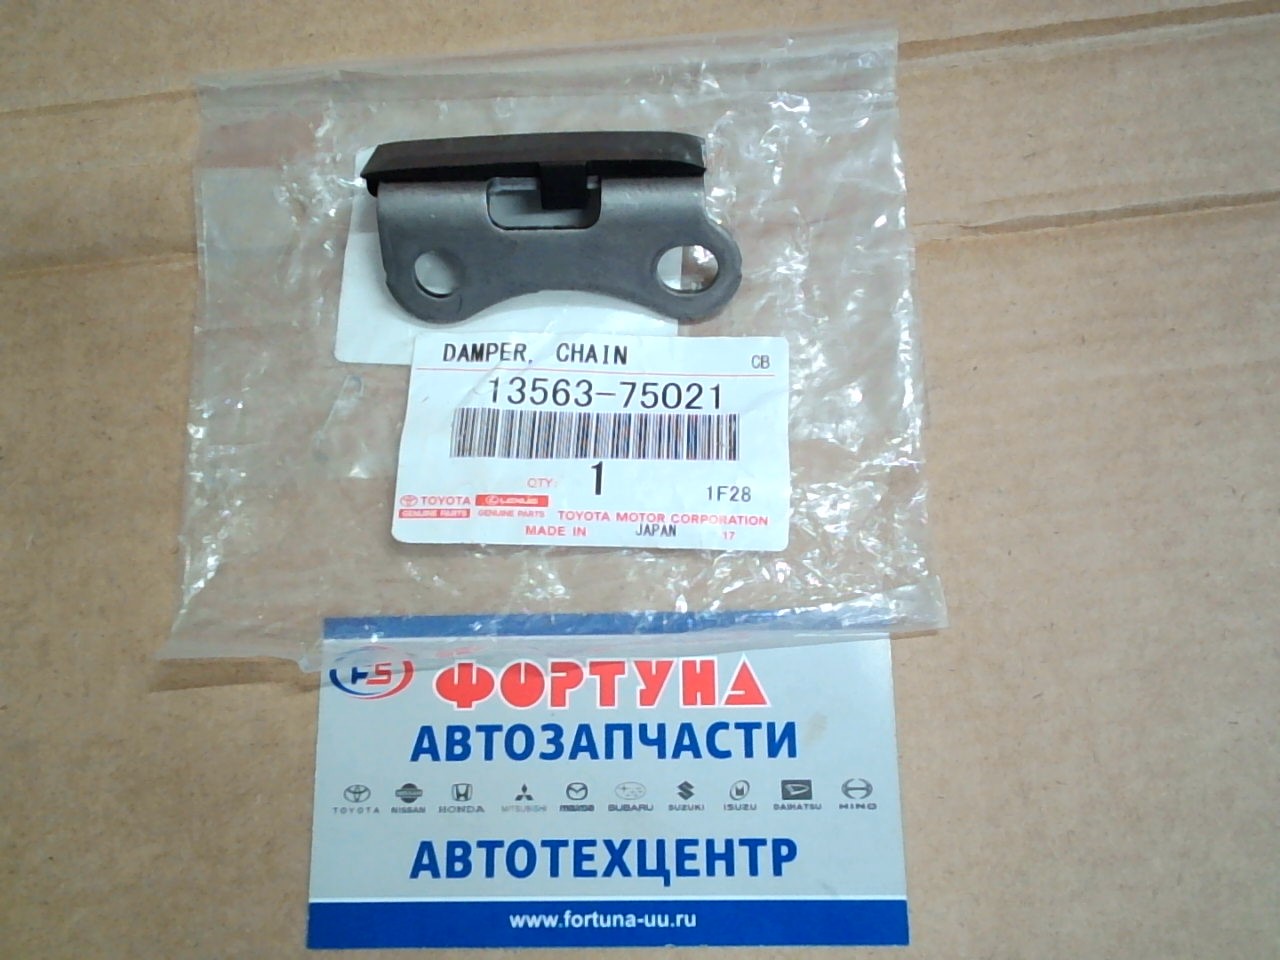 DAMPER, CHAIN
CB
13563-75021
QTY: 1
1F28
TOYOTA LEXUS
GENUINE PARTS GENUINE PARTS TOYOTA MOTOR CORPORATION
MADE IN JAPAN 17
FS ФОРТУНА
АВТОЗАПЧАСТИ
TOYOTA NISSAN HONDA MITSUBISHI mazda SUBARU SUZUKI ISUZU DAIHATSU HINO
АВТОТЕХЦЕНТР
www.fortuna-uu.ru